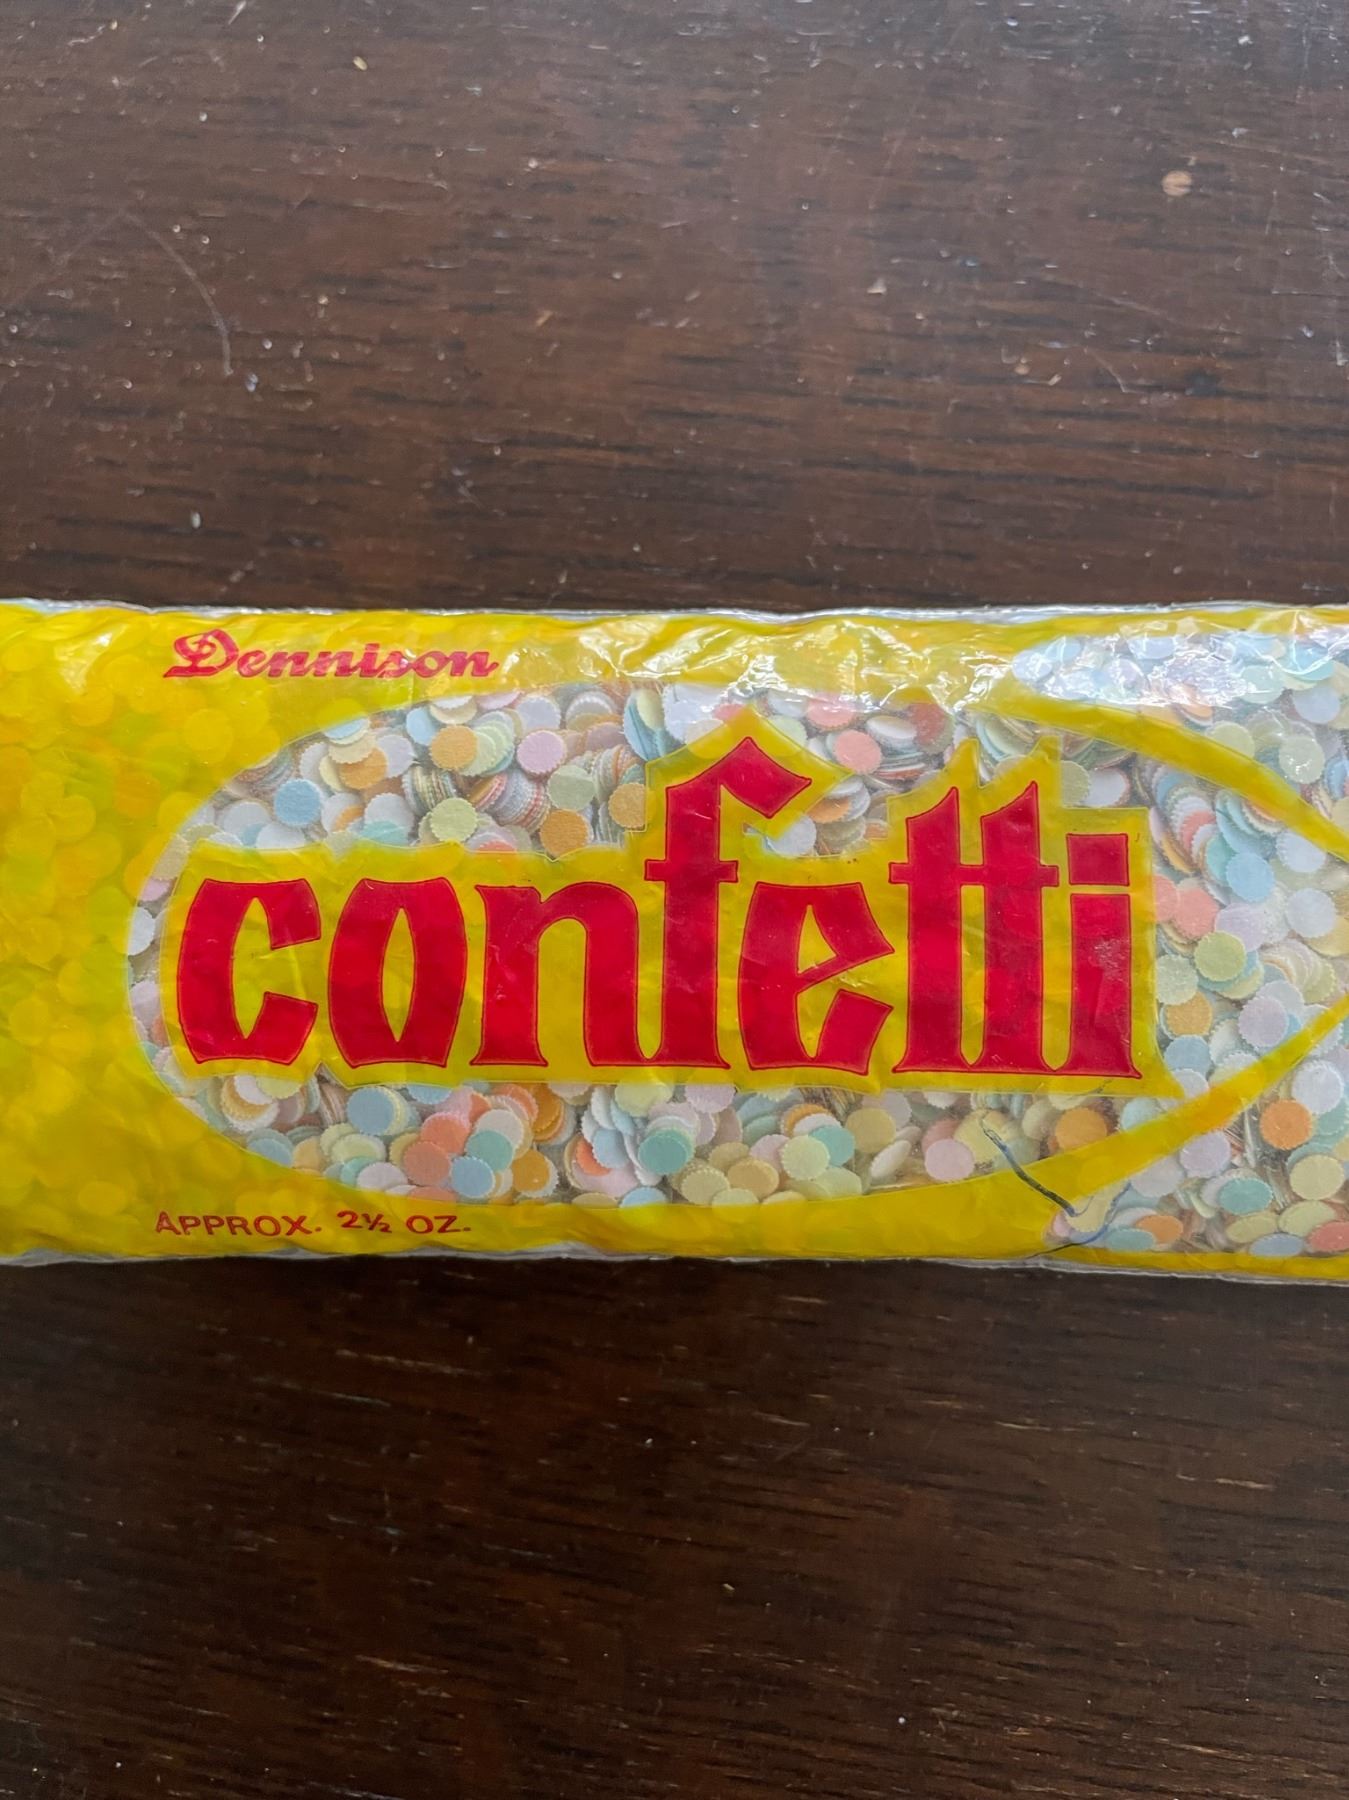 Dennison
confetti
APPROX. 2½ OZ.